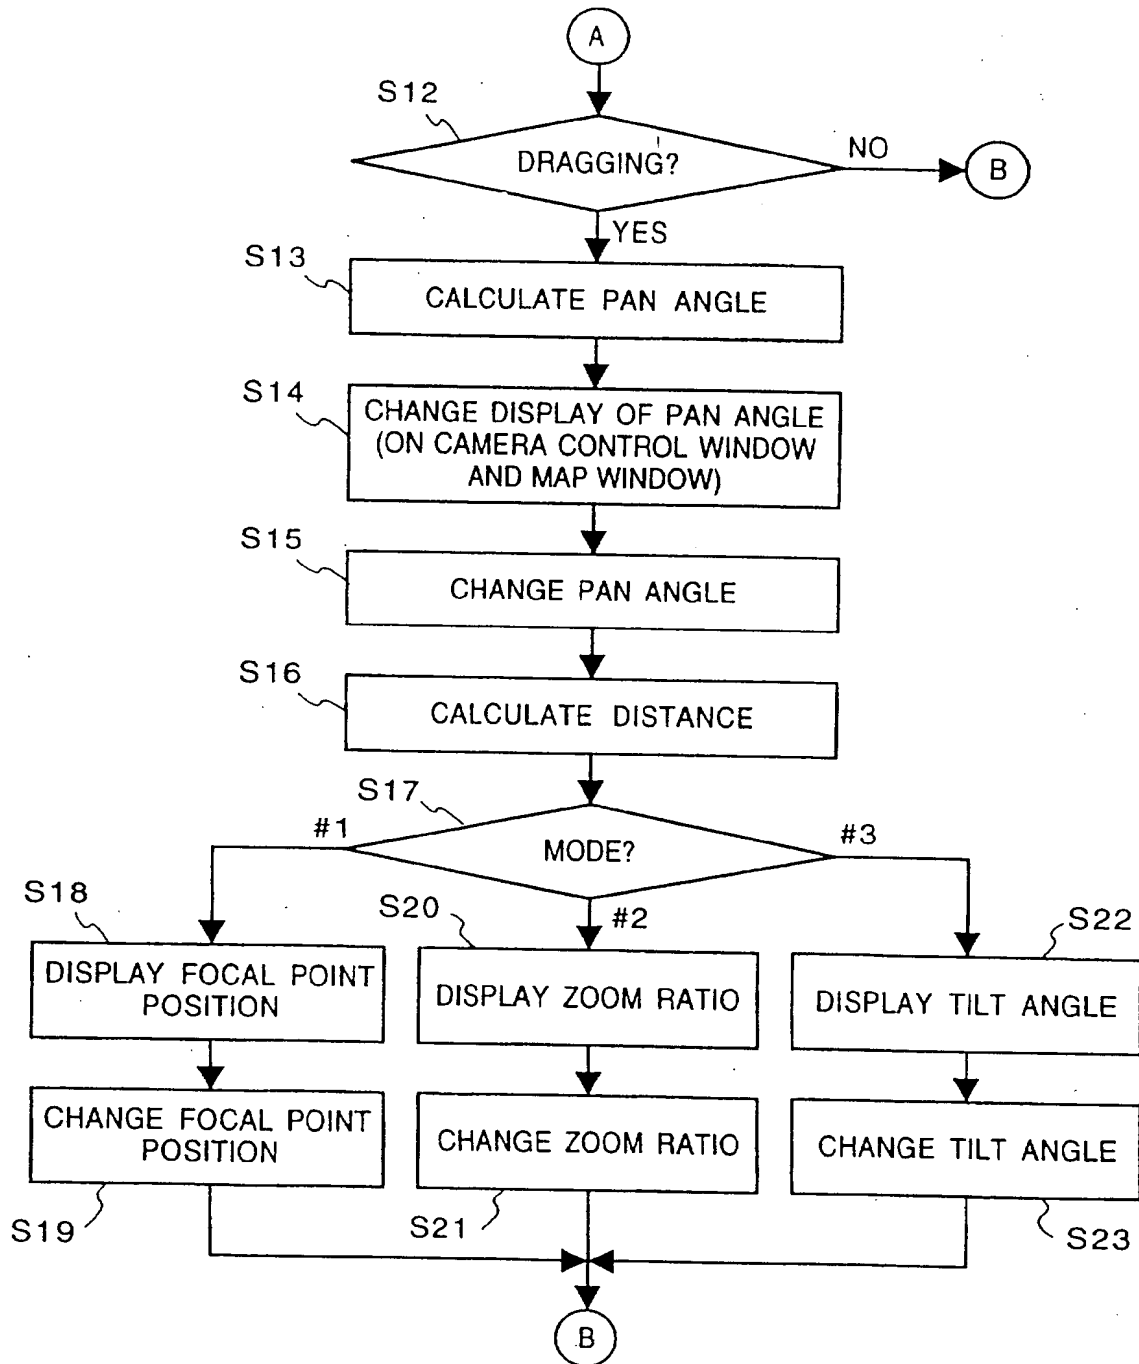 A
S12
DRAGGING?
NO
B
YES
S13
CALCULATE PAN ANGLE
S14
CHANGE DISPLAY OF PAN ANGLE
(ON CAMERA CONTROL WINDOW
AND MAP WINDOW)
S15
CHANGE PAN ANGLE
S16
CALCULATE DISTANCE
S17
#1
MODE?
#3
#2
S18
DISPLAY FOCAL POINT
POSITION
S20
DISPLAY ZOOM RATIO
S22
DISPLAY TILT ANGLE
CHANGE FOCAL POINT
POSITION
S19
CHANGE ZOOM RATIO
S21
CHANGE TILT ANGLE
S23
B